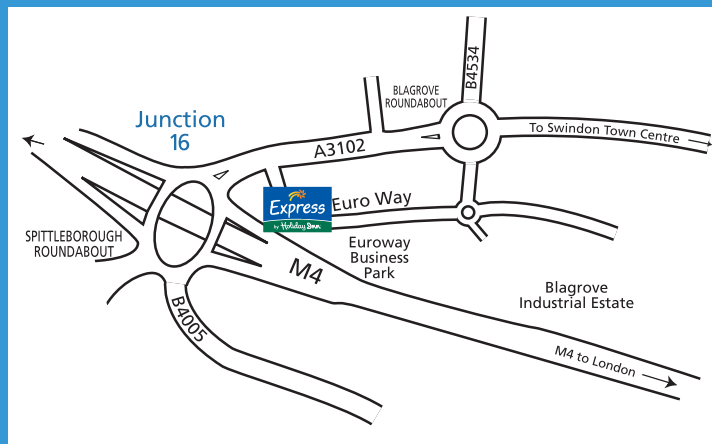 B4534
BLAGROVE
ROUNDABOUT
Junction
16
To Swindon Town Centre
A3102
Express
by Holiday Inn
Euro Way
SPITTLEBOROUGH
ROUNDABOUT
Euroway
Business
Park
M4
Blagrove
Industrial Estate
B4005
M4 to London